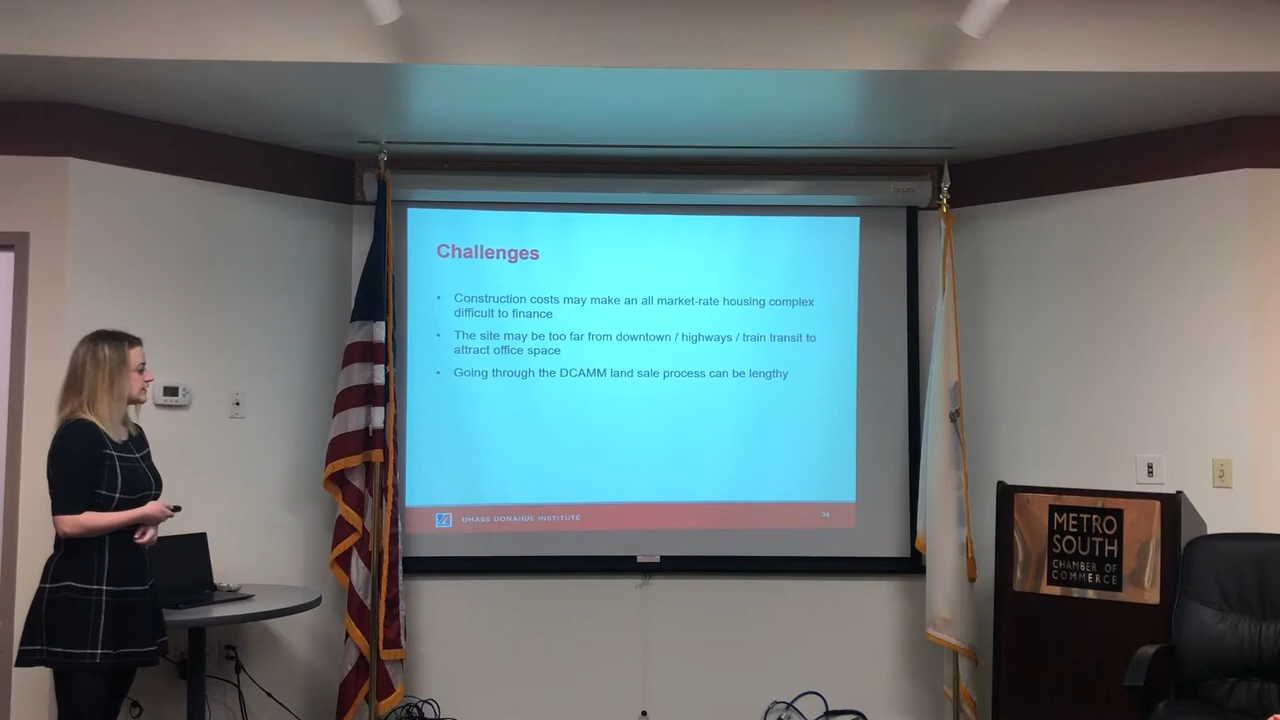 Challenges
• Construction costs may make an all market-rate housing complex
difficult to finance
• The site may be too far from downtown / highways / train transit to
attract office space
• Going through the DCAMM land sale process can be lengthy
UMASS DONAHUE INSTITUTE
34
METRO
SOUTH
CHAMBER OF
COMMERCE